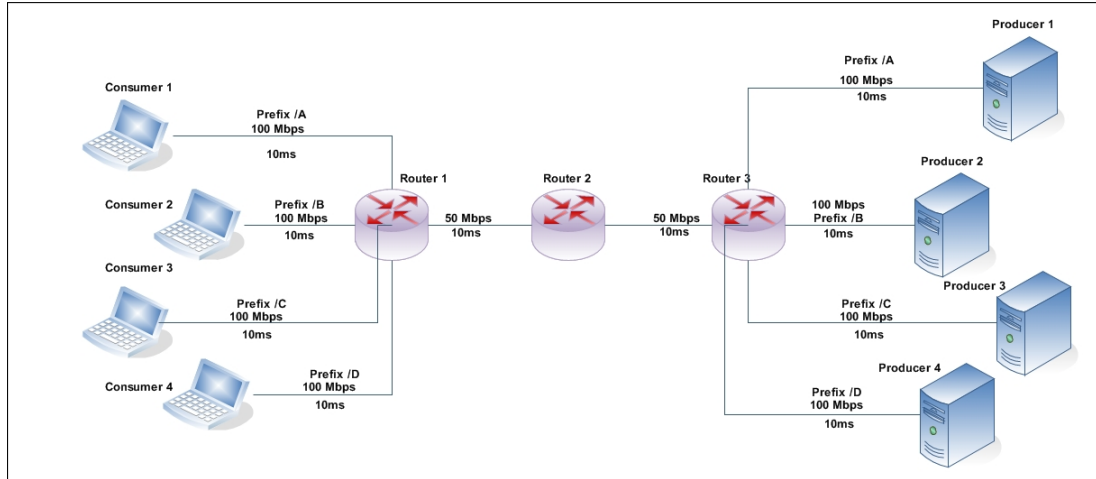 Producer 1
Prefix /A
100 Mbps
10ms
Consumer 1
Prefix /A
100 Mbps
10ms
Producer 2
Router 1
Router 2
Router 3
Consumer 2
Prefix /B
100 Mbps
10ms
50 Mbps
10ms
50 Mbps
10ms
100 Mbps
Prefix /B
10ms
Consumer 3
Prefix /C
100 Mbps
10ms
Producer 3
Prefix /C
100 Mbps
10ms
Consumer 4
Prefix /D
100 Mbps
10ms
Producer 4
Prefix /D
100 Mbps
10ms